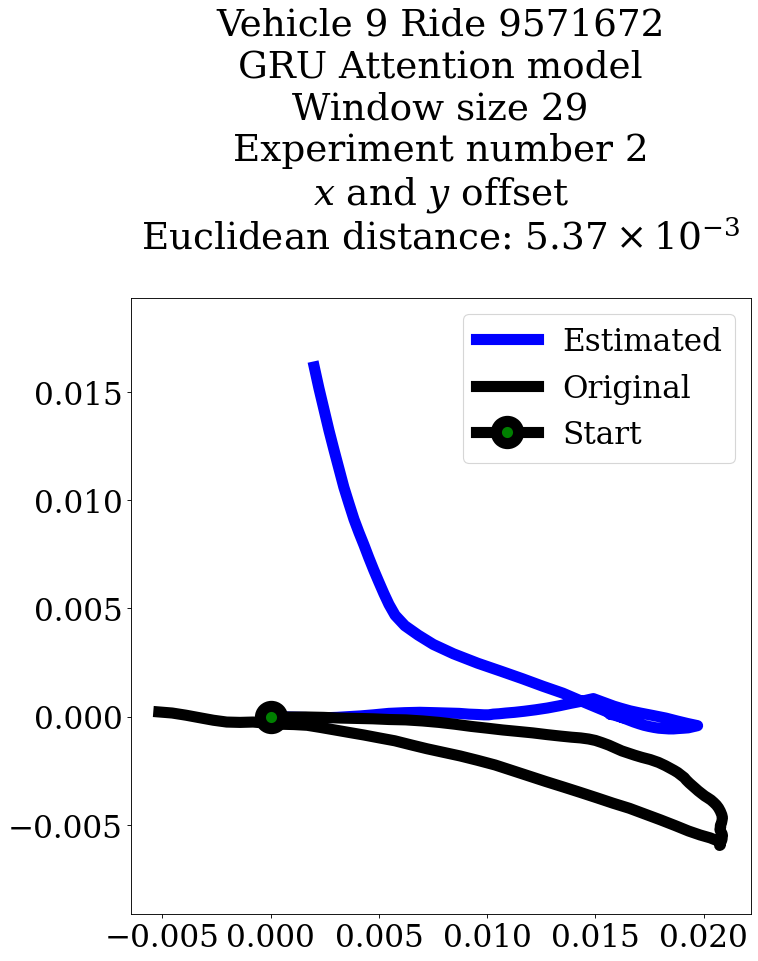 Vehicle 9 Ride 9571672
GRU Attention model
Window size 29
Experiment number 2
x and y offset
Euclidean distance: 5.37 × 10⁻³
Estimated
Original
Start
0.015
0.010
0.005
0.000
−0.005
−0.005 0.000 0.005 0.010 0.015 0.020